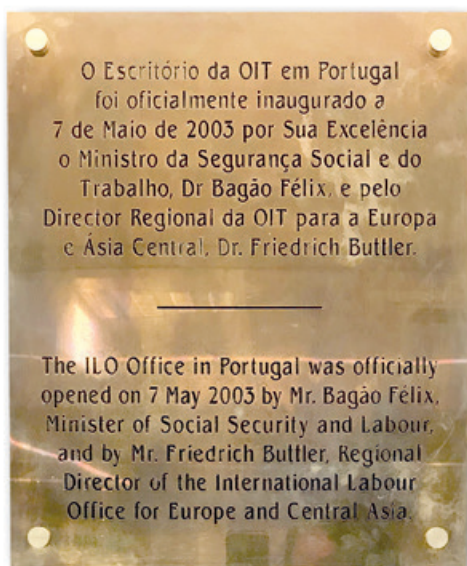 O Escritório da OIT em Portugal
foi oficialmente inaugurado a
7 de Maio de 2003 por Sua Excelência
o Ministro da Segurança Social e do
Trabalho, Dr Bagão Félix, e pelo
Director Regional da OIT para a Europa
e Ásia Central, Dr. Friedrich Buttler.
The ILO Office in Portugal was officially
opened on 7 May 2003 by Mr. Bagão Félix,
Minister of Social Security and Labour,
and by Mr. Friedrich Buttler, Regional
Director of the International Labour
Office for Europe and Central Asia.